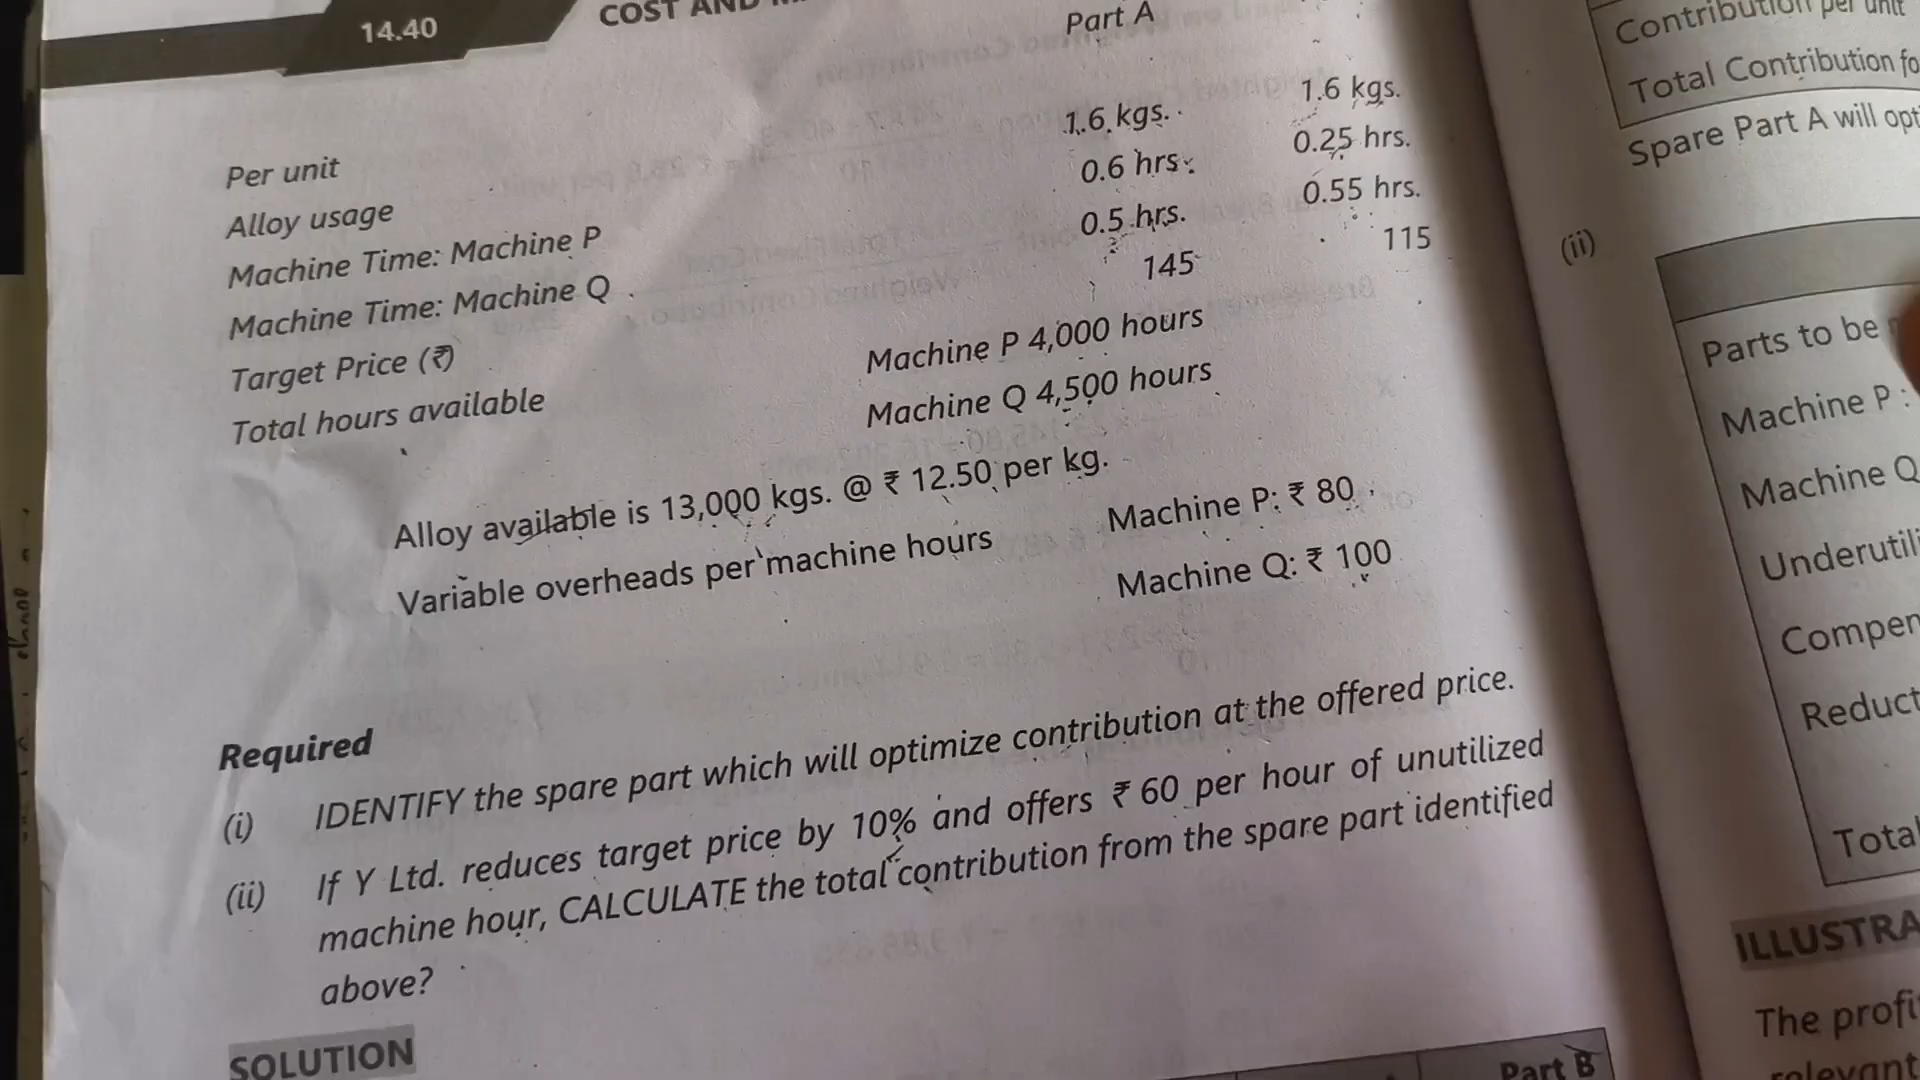 14.40
COST AND
Part A
Per unit
Alloy usage 1.6 kgs. 1.6 kgs.
Machine Time: Machine P 0.6 hrs. 0.25 hrs.
Machine Time: Machine Q 0.5 hrs. 0.55 hrs.
Target Price (₹) 145 115
Total hours available Machine P 4,000 hours
Machine Q 4,500 hours
Alloy available is 13,000 kgs. @ ₹ 12.50 per kg.
Variable overheads per machine hours Machine P: ₹ 80
Machine Q: ₹ 100
Required
(i) IDENTIFY the spare part which will optimize contribution at the offered price.
(ii) If Y Ltd. reduces target price by 10% and offers ₹ 60 per hour of unutilized
machine hour, CALCULATE the total contribution from the spare part identified
above?
SOLUTION
Part B
Contribution per unit
Total Contribution fo
Spare Part A will opt
(ii)
Parts to be
Machine P :
Machine Q
Underutili
Compen
Reduct
Total
ILLUSTRA
The profi
relevant